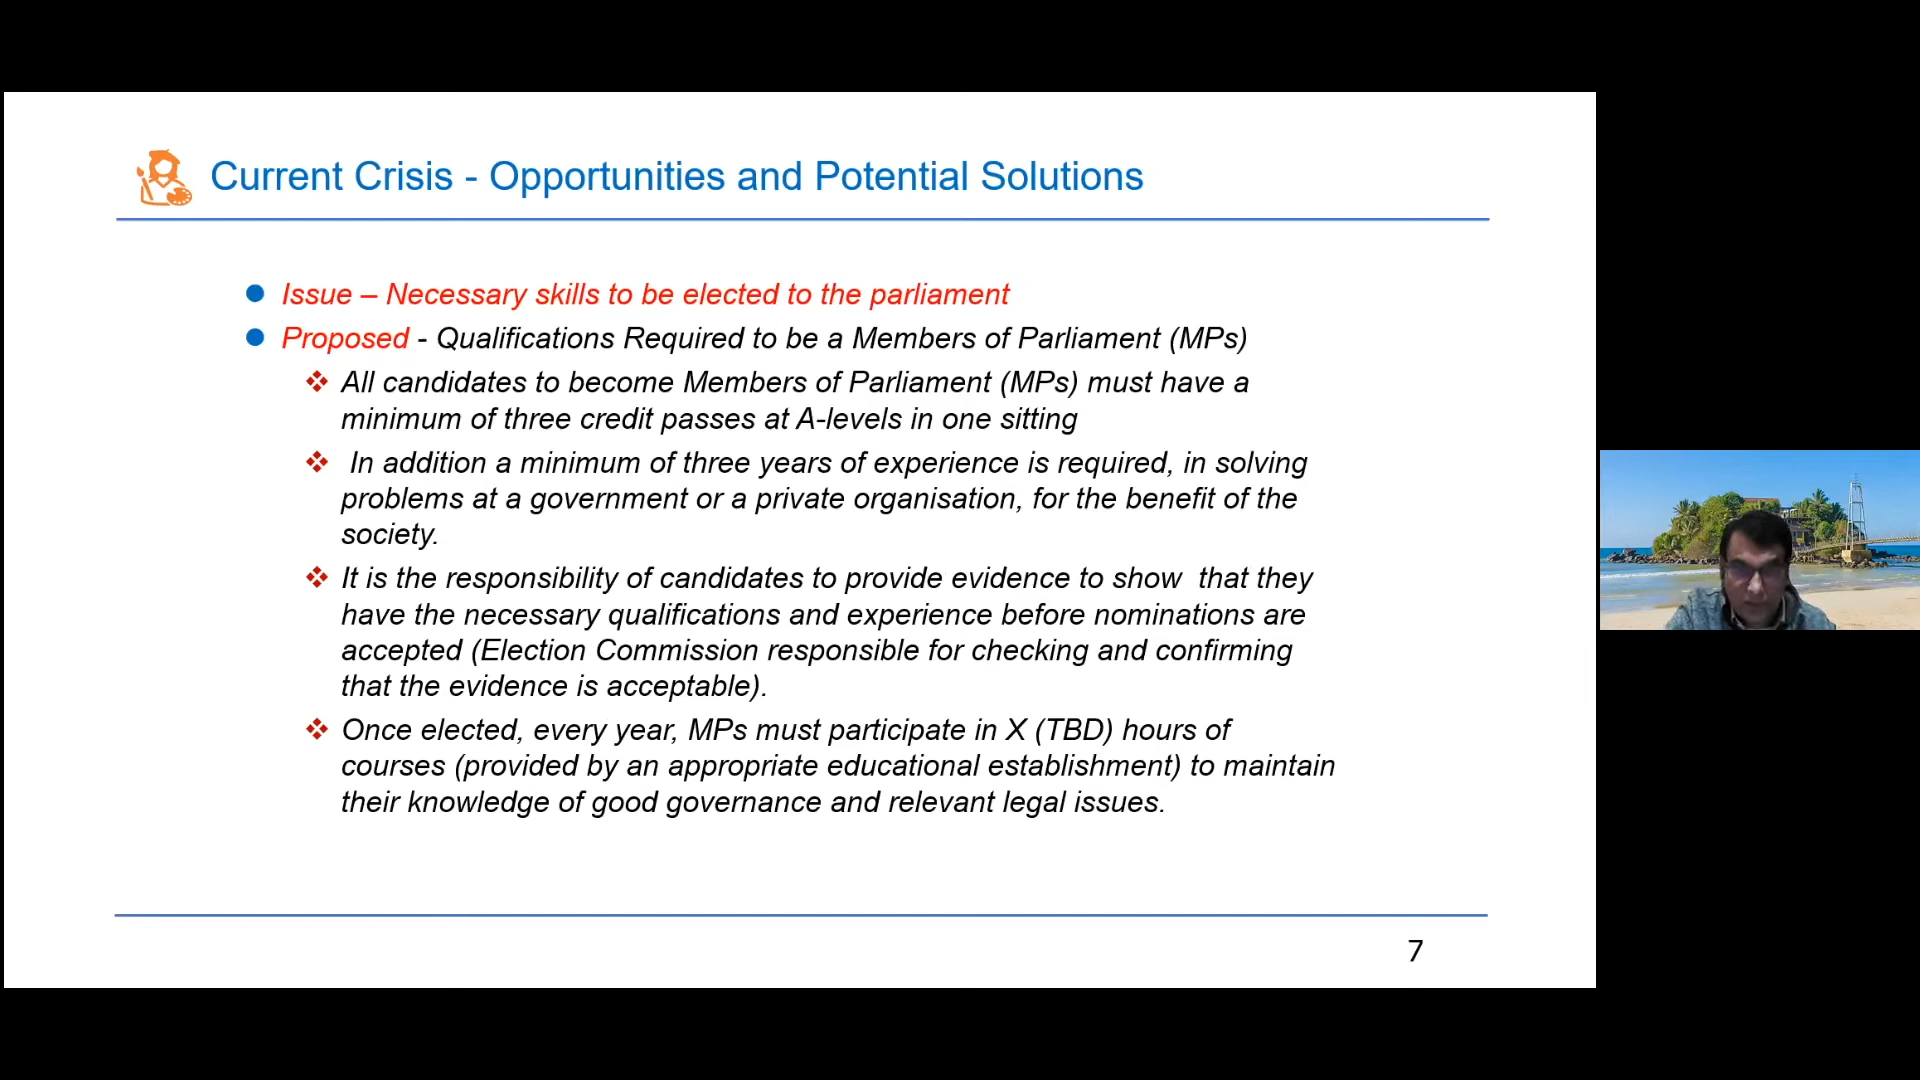 Current Crisis - Opportunities and Potential Solutions
Issue – Necessary skills to be elected to the parliament
Proposed - Qualifications Required to be a Members of Parliament (MPs)
All candidates to become Members of Parliament (MPs) must have a
minimum of three credit passes at A-levels in one sitting
In addition a minimum of three years of experience is required, in solving
problems at a government or a private organisation, for the benefit of the
society.
It is the responsibility of candidates to provide evidence to show that they
have the necessary qualifications and experience before nominations are
accepted (Election Commission responsible for checking and confirming
that the evidence is acceptable).
Once elected, every year, MPs must participate in X (TBD) hours of
courses (provided by an appropriate educational establishment) to maintain
their knowledge of good governance and relevant legal issues.
7